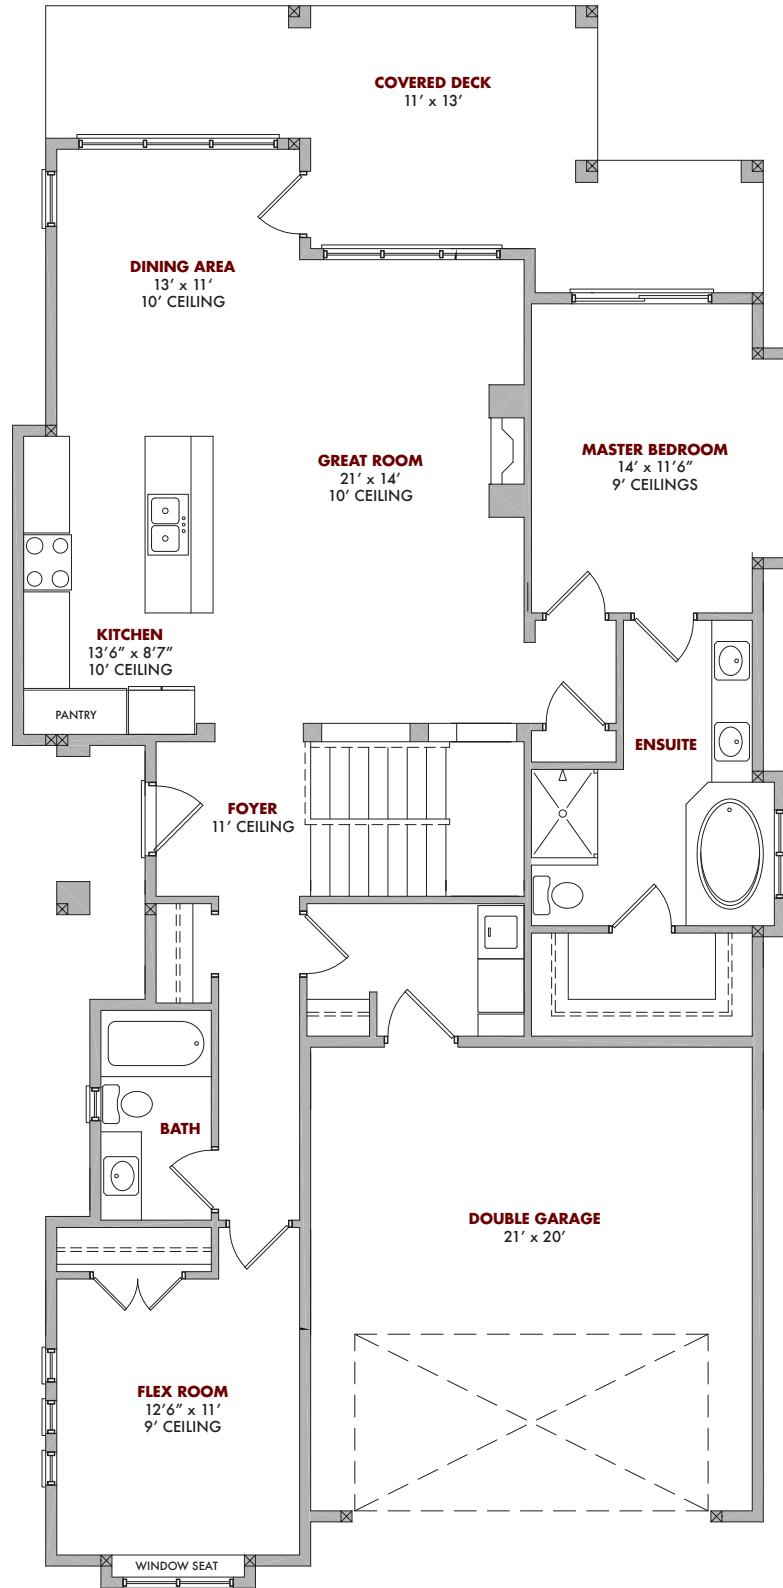 COVERED DECK
11′ x 13′
DINING AREA
13′ x 11′
10′ CEILING
GREAT ROOM
21′ x 14′
10′ CEILING
MASTER BEDROOM
14′ x 11′6″
9′ CEILINGS
KITCHEN
13′6″ x 8′7″
10′ CEILING
PANTRY
ENSUITE
FOYER
11′ CEILING
BATH
DOUBLE GARAGE
21′ x 20′
FLEX ROOM
12′6″ x 11′
9′ CEILING
WINDOW SEAT